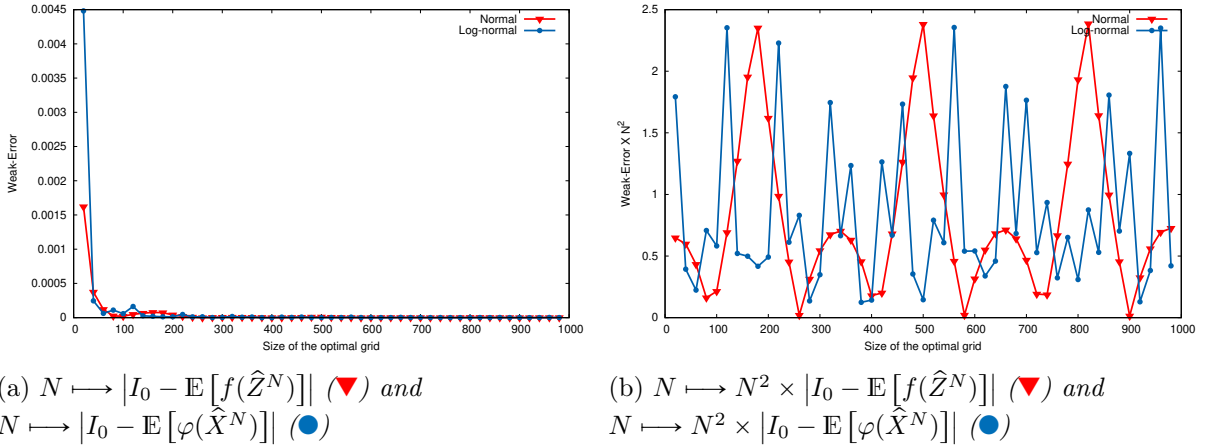 0.0045
0.004
0.0035
0.003
0.0025
0.002
0.0015
0.001
0.0005
0
Weak-Error
Normal
Log-normal
0 100 200 300 400 500 600 700 800 900 1000
Size of the optimal grid
2.5
2
1.5
1
0.5
0
Weak-Error X N²
Normal
Log-normal
0 100 200 300 400 500 600 700 800 900 1000
Size of the optimal grid
(a) N ⟼ |I₀ − 𝔼[f(Ẑᴺ)]| (▼) and
N ⟼ |I₀ − 𝔼[φ(X̂ᴺ)]| (●)
(b) N ⟼ N² × |I₀ − 𝔼[f(Ẑᴺ)]| (▼) and
N ⟼ N² × |I₀ − 𝔼[φ(X̂ᴺ)]| (●)